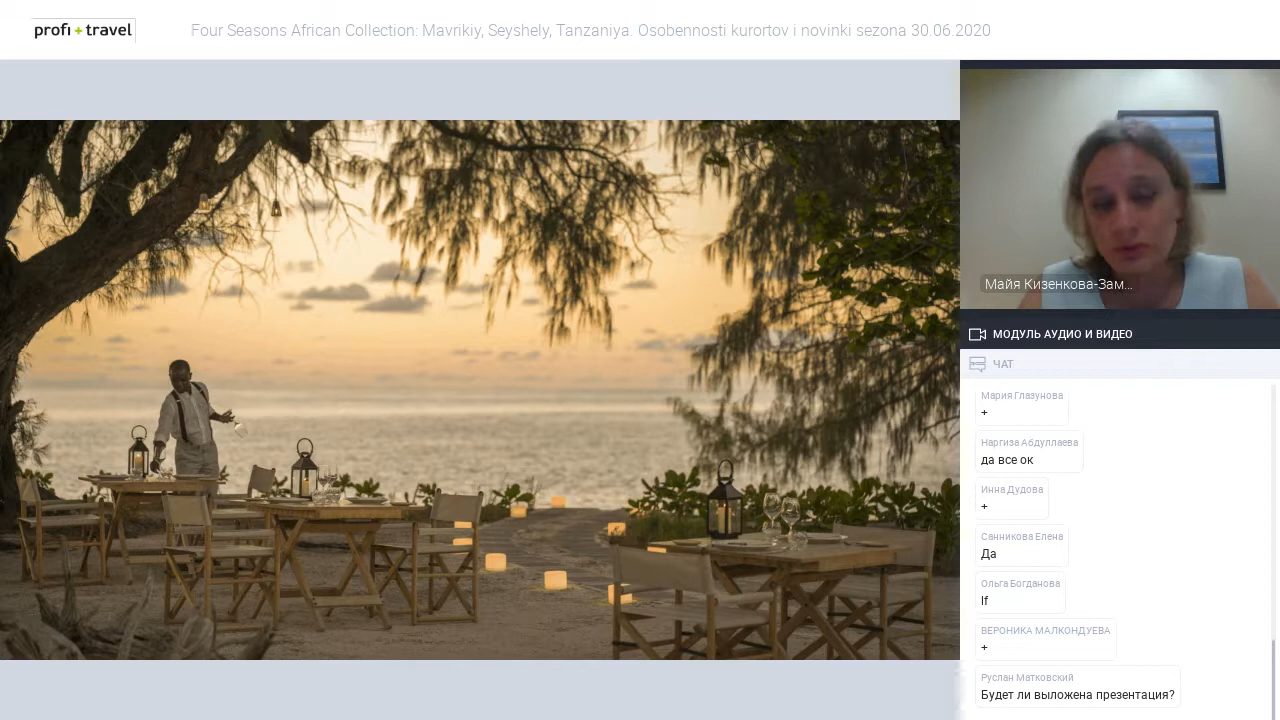 profi + travel
Four Seasons African Collection: Mavrikiy, Seyshely, Tanzaniya. Osobennosti kurortov i novinki sezona 30.06.2020
Майя Кизенкова-Зам...
МОДУЛЬ АУДИО И ВИДЕО
ЧАТ
Мария Глазунова
+
Наргиза Абдуллаева
да все ок
Инна Дудова
+
Санникова Елена
Да
Ольга Богданова
lf
ВЕРОНИКА МАЛКОНДУЕВА
+
Руслан Матковский
Будет ли выложена презентация?